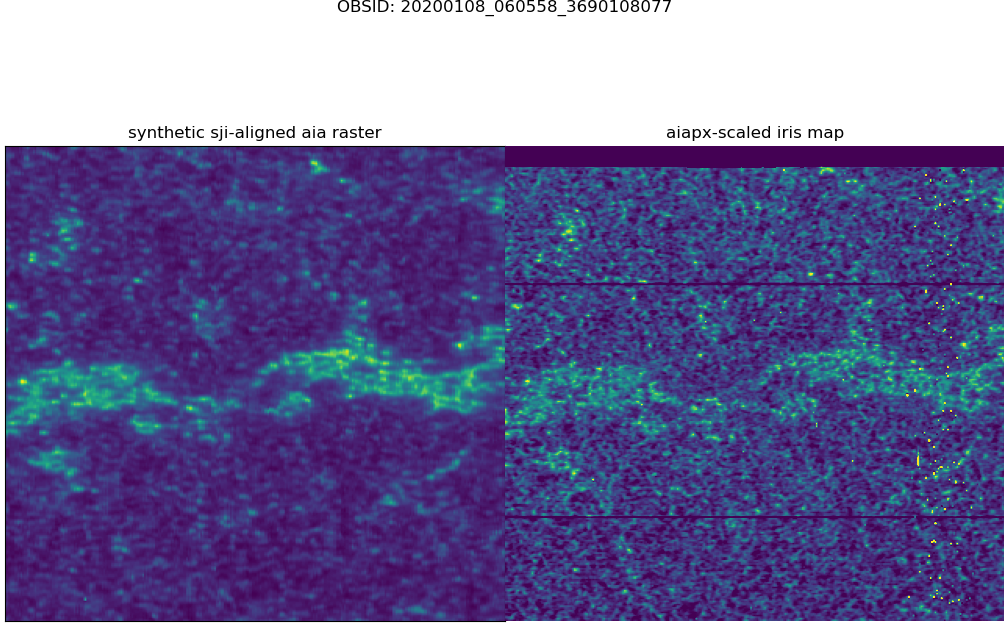 OBSID: 20200108_060558_3690108077
synthetic sji-aligned aia raster
aiapx-scaled iris map